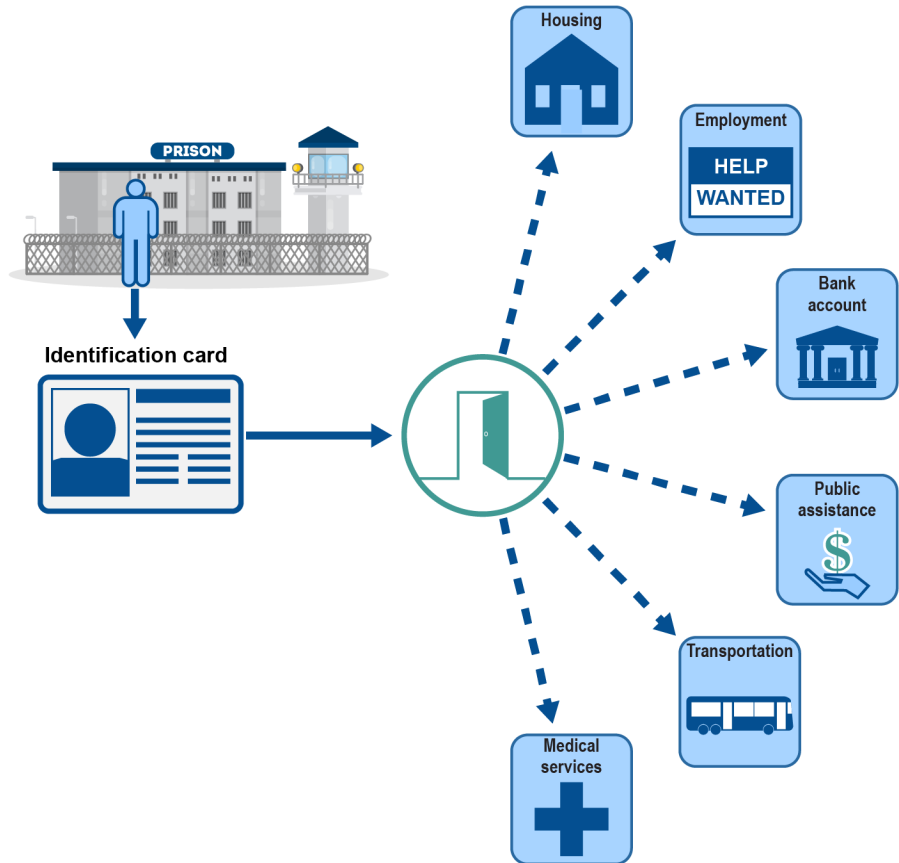 Housing
Employment
HELP
WANTED
PRISON
Bank
account
Identification card
Public
assistance
$
Transportation
Medical
services